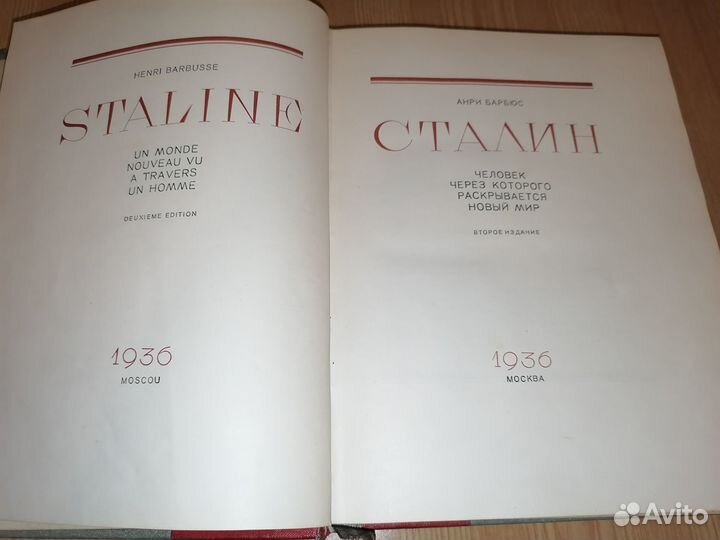 HENRI BARBUSSE
STALINE
UN MONDE
NOUVEAU VU
A TRAVERS
UN HOMME
DEUXIEME EDITION
1936
MOSCOU
АНРИ БАРБЮС
СТАЛИН
ЧЕЛОВЕК
ЧЕРЕЗ КОТОРОГО
РАСКРЫВАЕТСЯ
НОВЫЙ МИР
ВТОРОЕ ИЗДАНИЕ
1936
МОСКВА
Avito